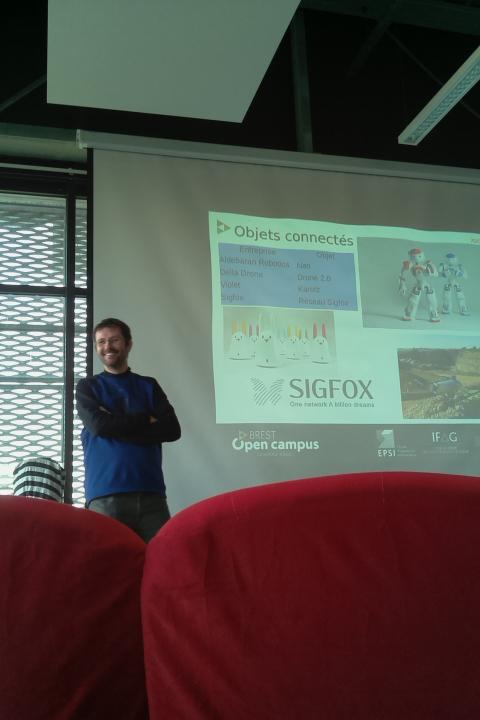 Objets connectés
Entreprise Objet
Aldebaran Robotics Nao
Delta Drone Drone 2.0
Violet Karotz
Sigfox Réseau Sigfox
SIGFOX
One network A billion dreams
BREST
Open campus
EPSI
IFAG